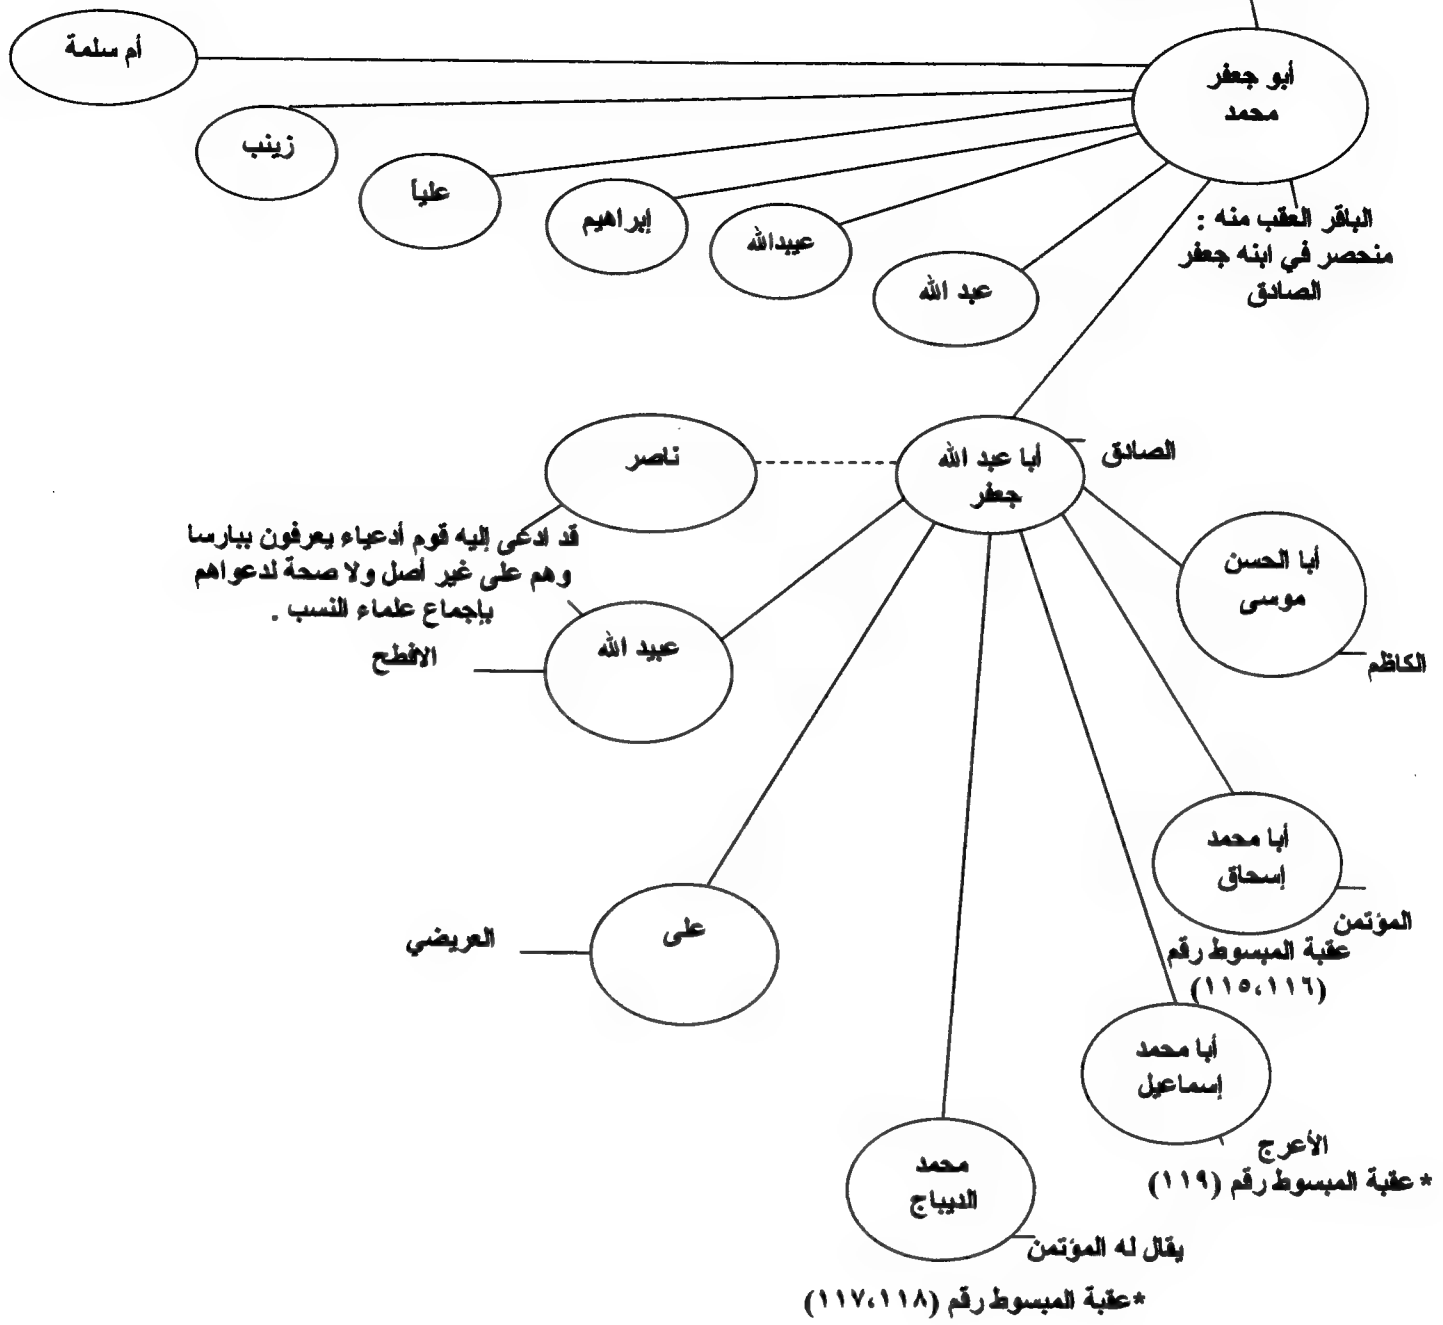 أبو جعفر
محمد
أم سلمة
زينب
علياً
إبراهيم
عبيدالله
عبد الله
الباقر العقب منه :
منحصر في ابنه جعفر
الصادق
أبا عبد الله
جعفر
الصادق
ناصر
قد ادعى إليه قوم أدعياء يعرفون ببارسا
وهم على غير أصل ولا صحة لدعواهم
بإجماع علماء النسب .
أبا الحسن
موسى
الكاظم
عبيد الله
الافطح
أبا محمد
إسحاق
المؤتمن
عقبة المبسوط رقم
(١١٥،١١٦)
على
العريضي
أبا محمد
إسماعيل
الأعرج
* عقبة المبسوط رقم (١١٩)
محمد
الديباج
يقال له المؤتمن
*عقبة المبسوط رقم (١١٧،١١٨)